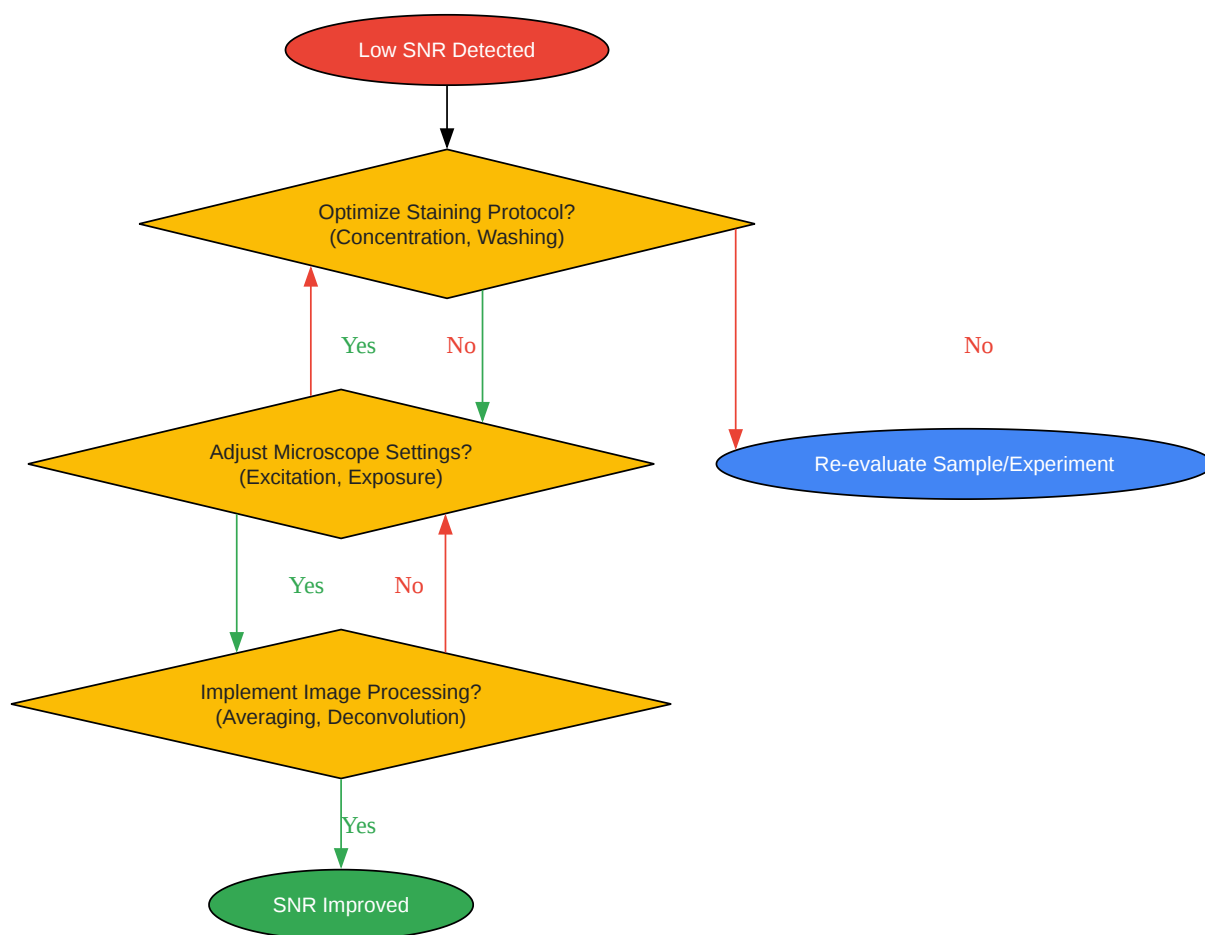 Low SNR Detected
Optimize Staining Protocol?
(Concentration, Washing)
Yes
No
No
Adjust Microscope Settings?
(Excitation, Exposure)
Re-evaluate Sample/Experiment
Yes
No
Implement Image Processing?
(Averaging, Deconvolution)
Yes
SNR Improved